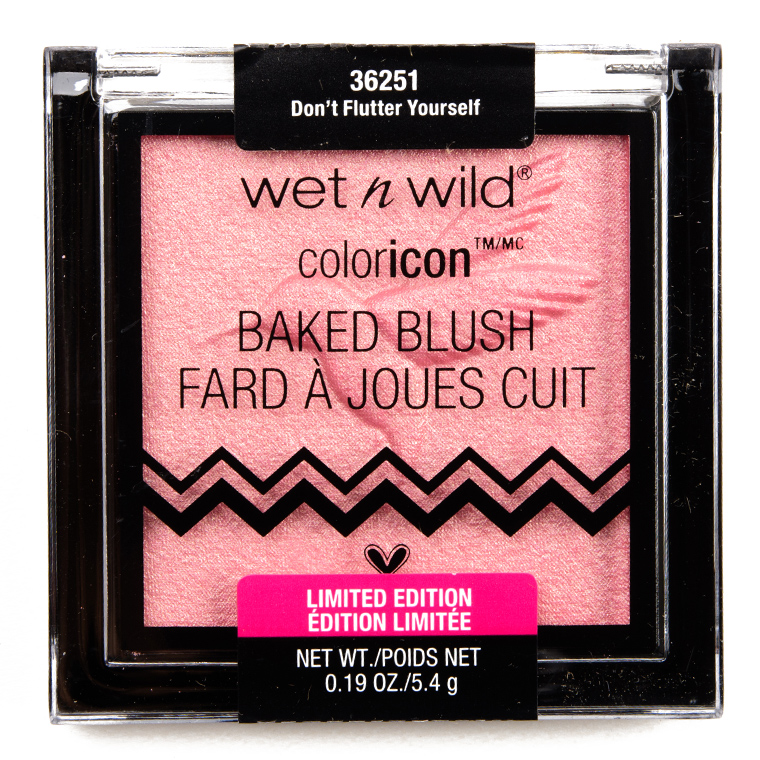 36251
Don't Flutter Yourself
wet n wild®
coloricon™/MC
BAKED BLUSH
FARD À JOUES CUIT
LIMITED EDITION
ÉDITION LIMITÉE
NET WT./POIDS NET
0.19 OZ./5.4 g